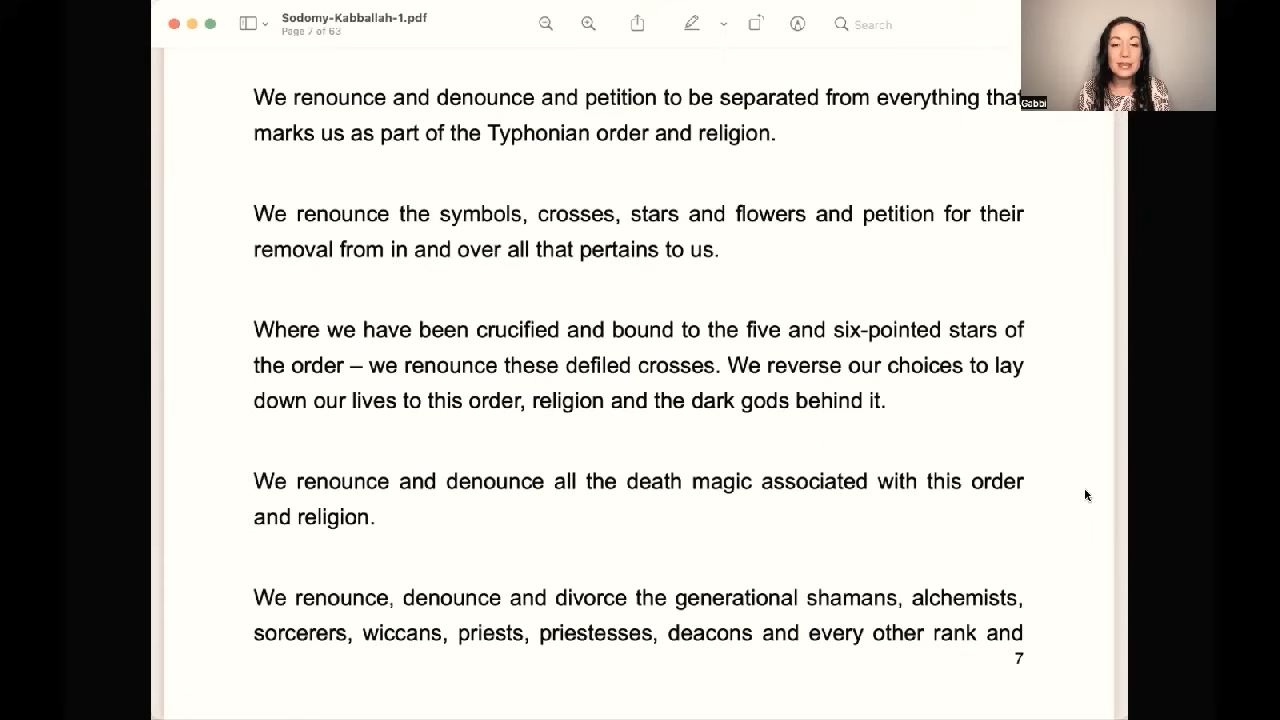 Sodomy-Kabballah-1.pdf
Page 7 of 63
Search
Gabbi
We renounce and denounce and petition to be separated from everything that
marks us as part of the Typhonian order and religion.
We renounce the symbols, crosses, stars and flowers and petition for their
removal from in and over all that pertains to us.
Where we have been crucified and bound to the five and six-pointed stars of
the order – we renounce these defiled crosses. We reverse our choices to lay
down our lives to this order, religion and the dark gods behind it.
We renounce and denounce all the death magic associated with this order
and religion.
We renounce, denounce and divorce the generational shamans, alchemists,
sorcerers, wiccans, priests, priestesses, deacons and every other rank and
7